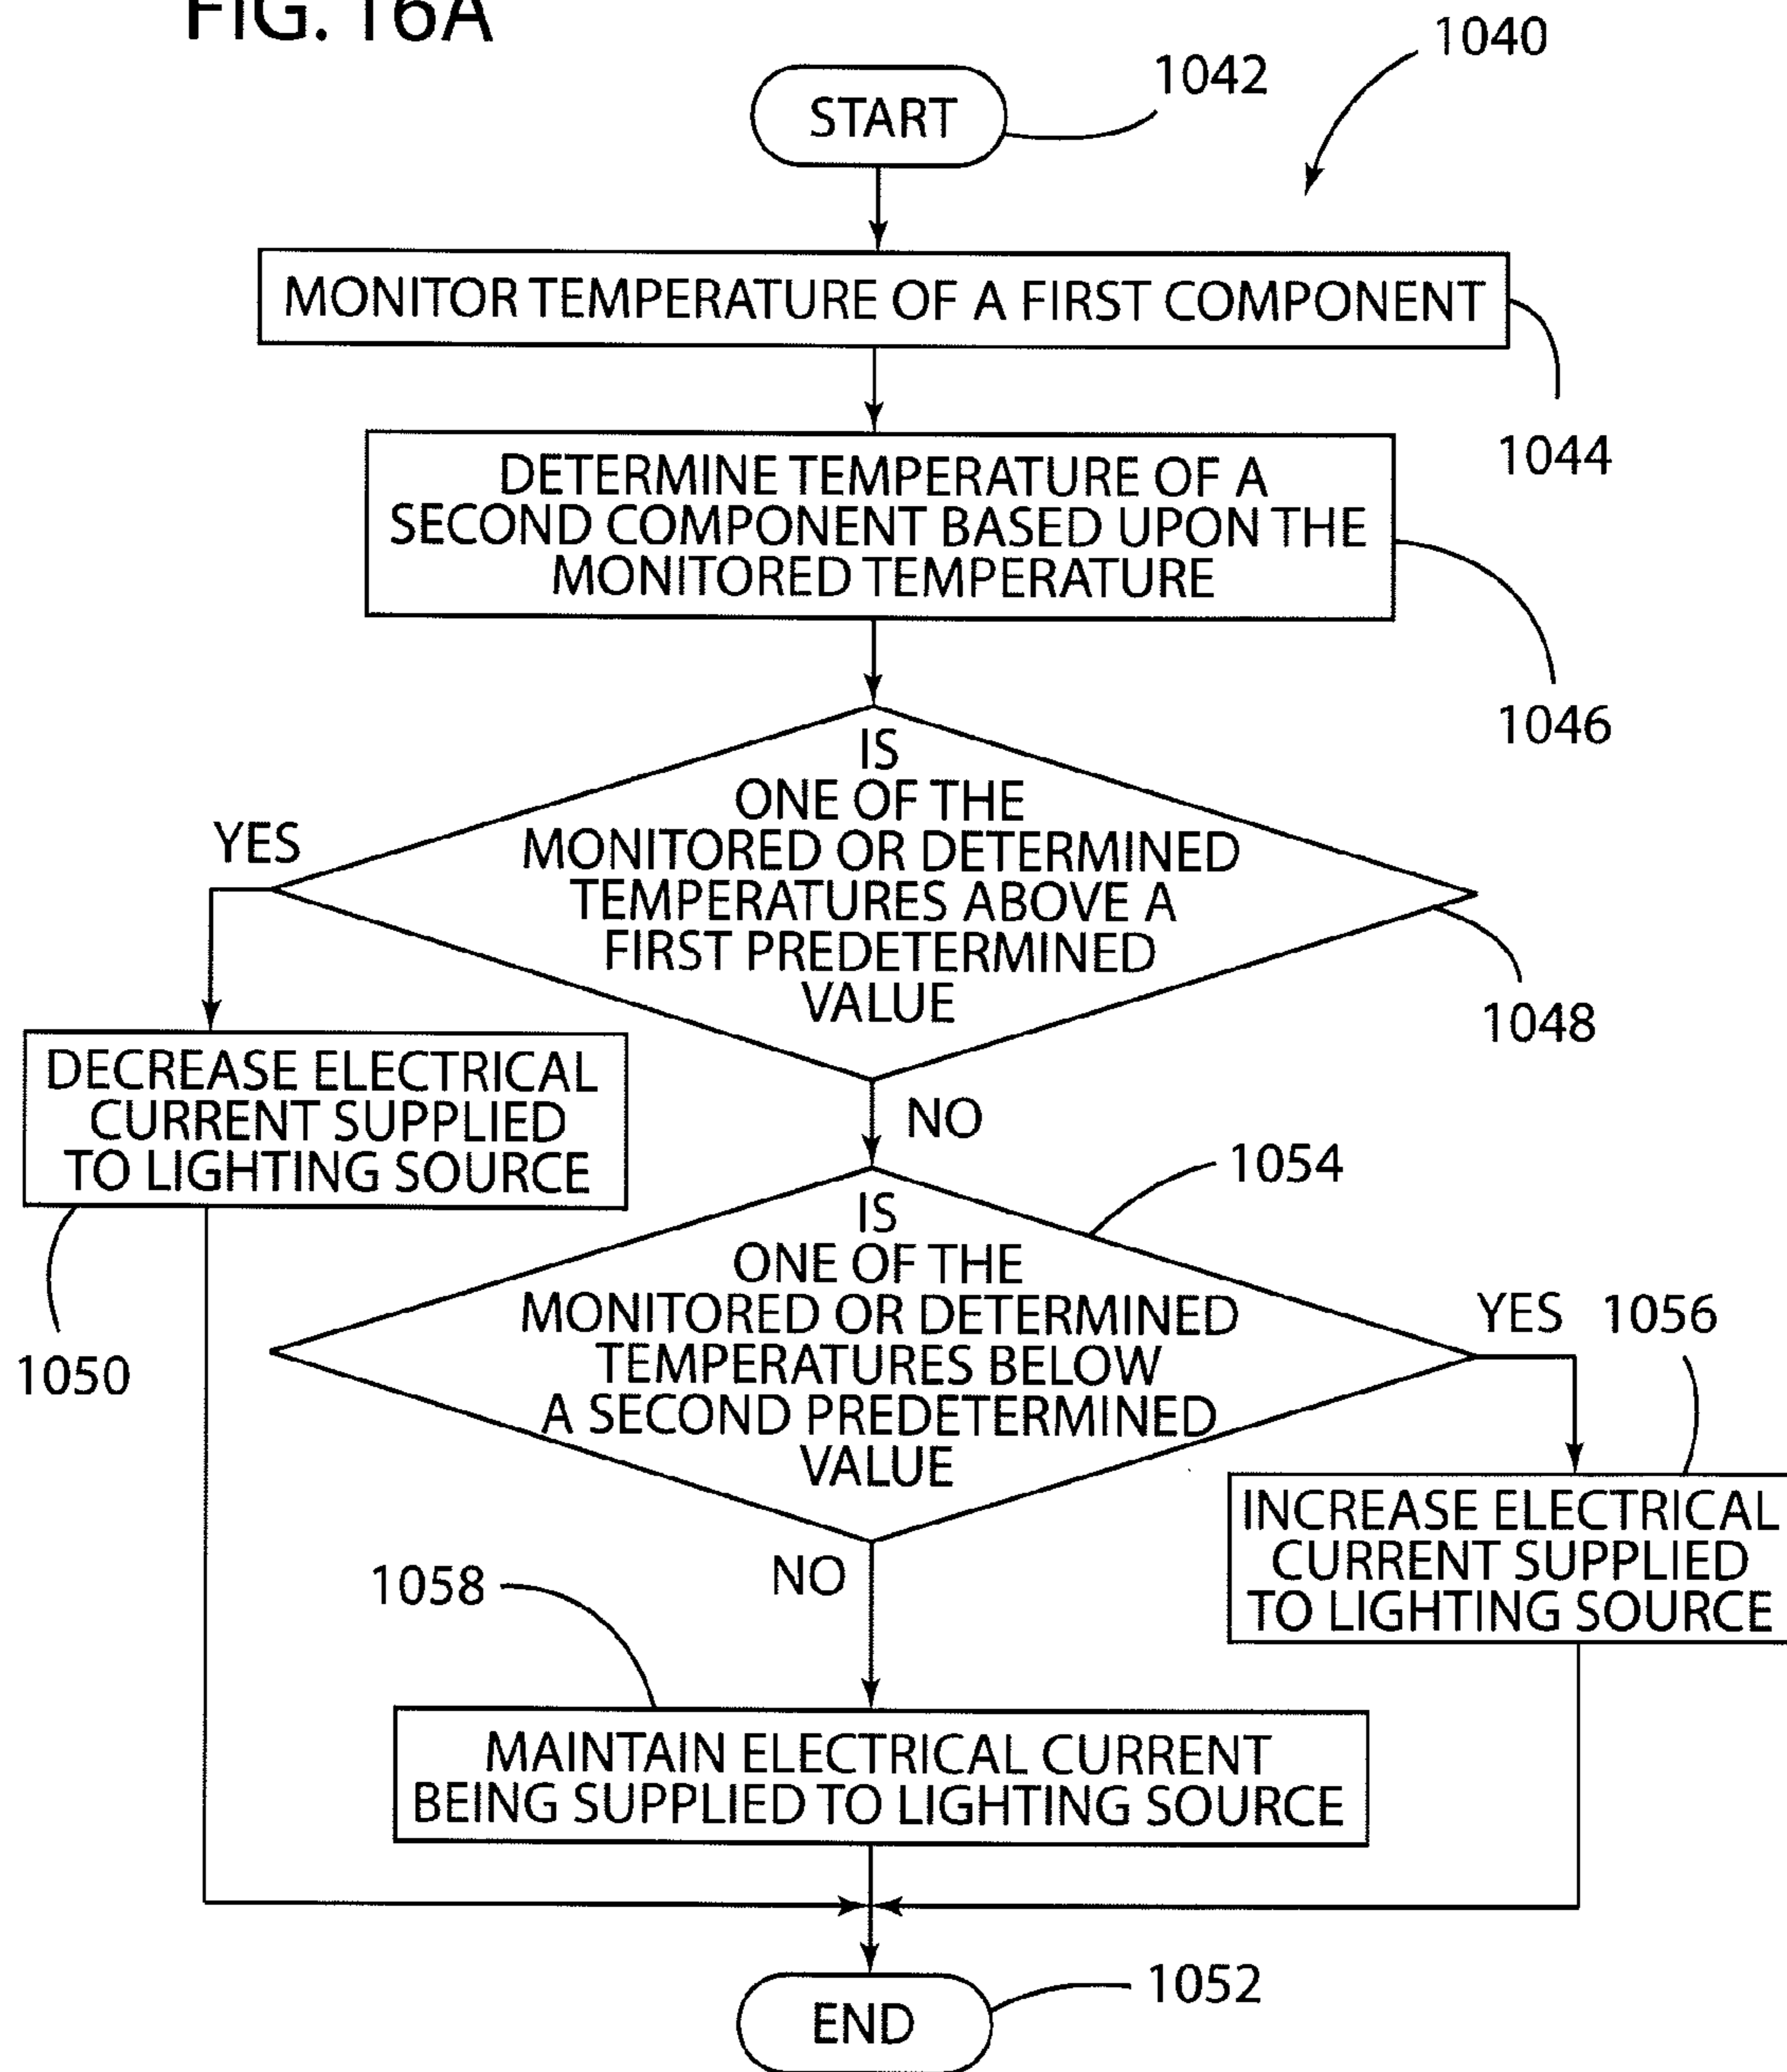 FIG. 16A
1040
1042
START
MONITOR TEMPERATURE OF A FIRST COMPONENT
1044
DETERMINE TEMPERATURE OF A
SECOND COMPONENT BASED UPON THE
MONITORED TEMPERATURE
1046
IS
ONE OF THE
MONITORED OR DETERMINED
TEMPERATURES ABOVE A
FIRST PREDETERMINED
VALUE
YES
1048
DECREASE ELECTRICAL
CURRENT SUPPLIED
TO LIGHTING SOURCE
1050
NO
1054
IS
ONE OF THE
MONITORED OR DETERMINED
TEMPERATURES BELOW
A SECOND PREDETERMINED
VALUE
YES
1056
INCREASE ELECTRICAL
CURRENT SUPPLIED
TO LIGHTING SOURCE
NO
1058
MAINTAIN ELECTRICAL CURRENT
BEING SUPPLIED TO LIGHTING SOURCE
1052
END